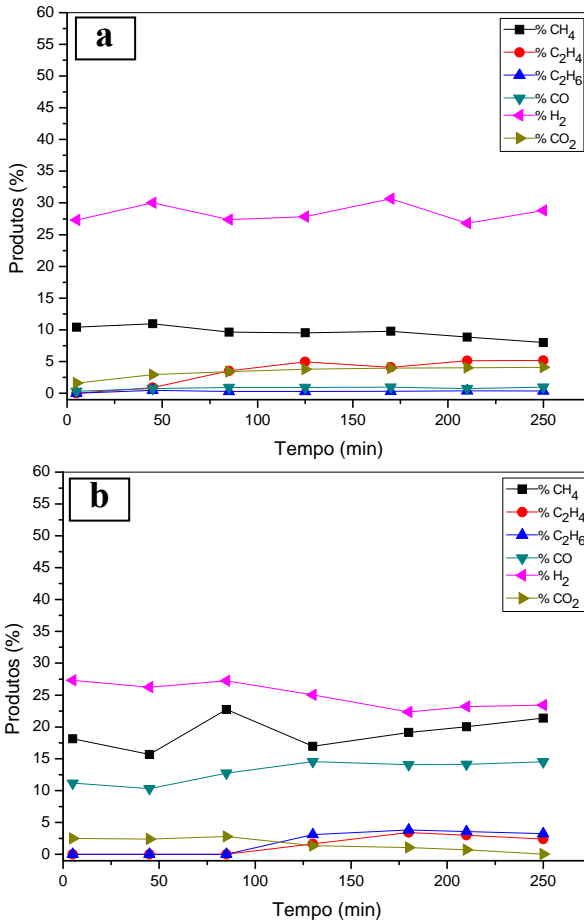 a
60
55
50
45
40
35
30
25
20
15
10
5
0
Produtos (%)
% CH4
% C2H4
% C2H6
% CO
% H2
% CO2
0 50 100 150 200 250
Tempo (min)
b
60
55
50
45
40
35
30
25
20
15
10
5
0
Produtos (%)
% CH4
% C2H4
% C2H6
% CO
% H2
% CO2
0 50 100 150 200 250
Tempo (min)